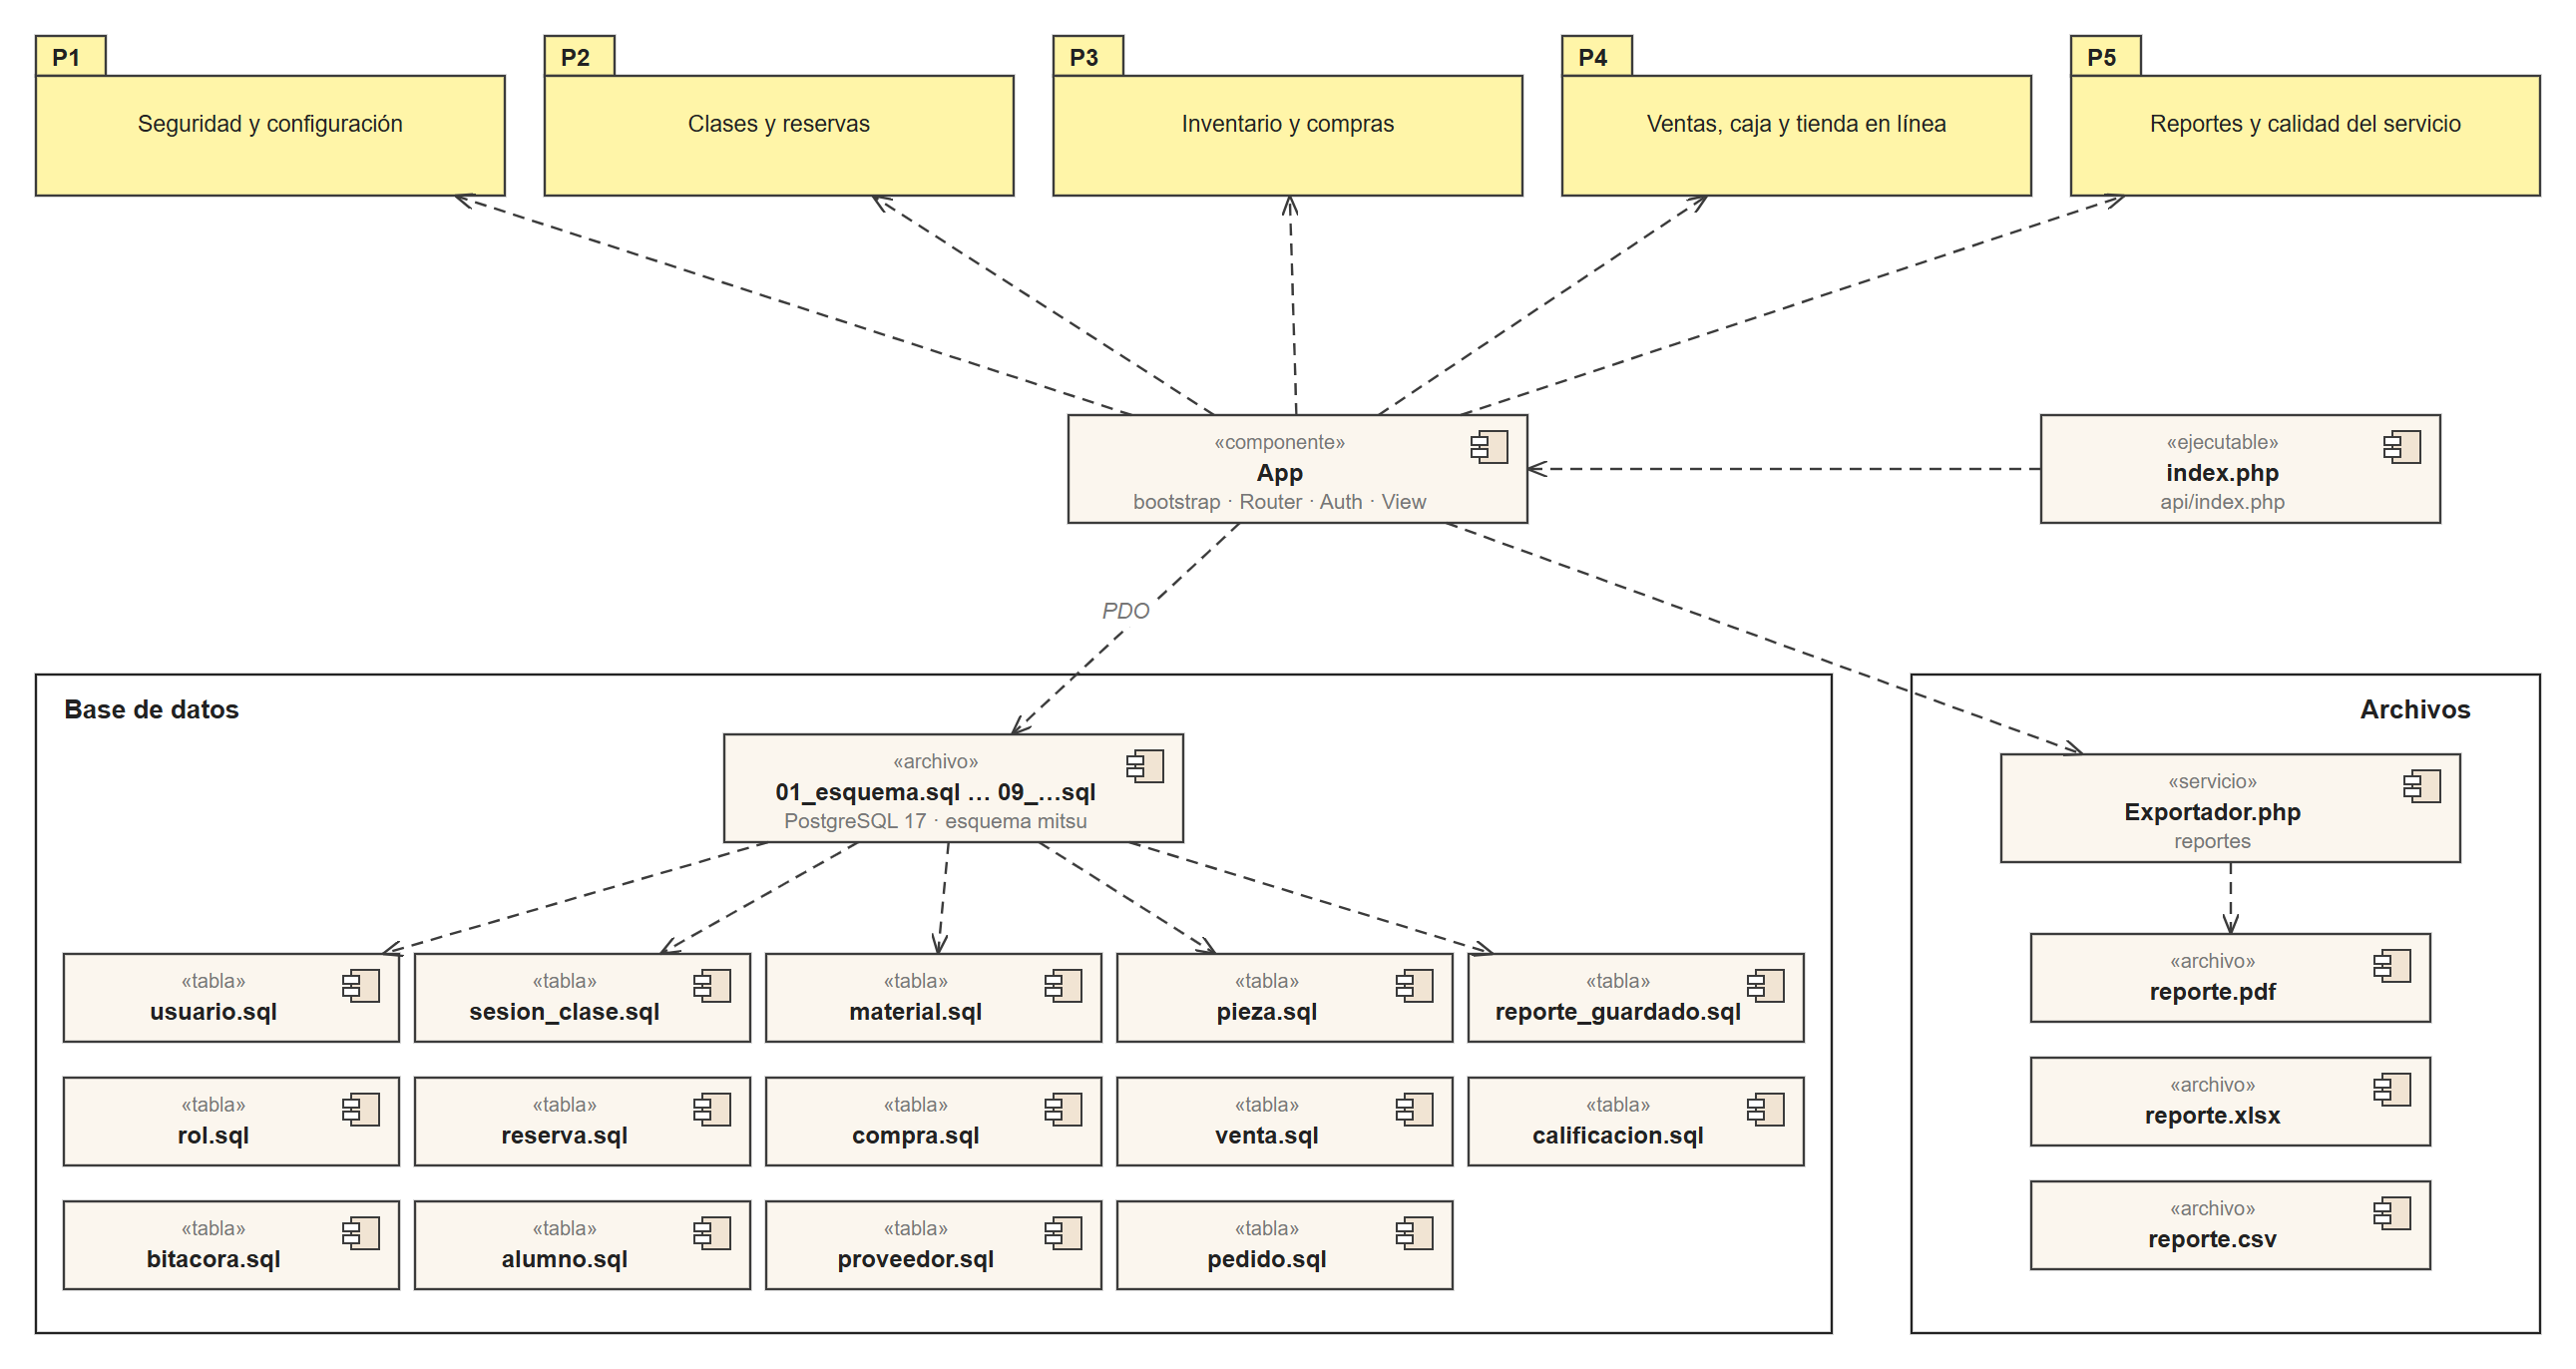 P1
Seguridad y configuración
P2
Clases y reservas
P3
Inventario y compras
P4
Ventas, caja y tienda en línea
P5
Reportes y calidad del servicio
«componente»
App
bootstrap · Router · Auth · View
«ejecutable»
index.php
api/index.php
PDO
Base de datos
«archivo»
01_esquema.sql … 09_…sql
PostgreSQL 17 · esquema mitsu
«tabla»
usuario.sql
«tabla»
sesion_clase.sql
«tabla»
material.sql
«tabla»
pieza.sql
«tabla»
reporte_guardado.sql
«tabla»
rol.sql
«tabla»
reserva.sql
«tabla»
compra.sql
«tabla»
venta.sql
«tabla»
calificacion.sql
«tabla»
bitacora.sql
«tabla»
alumno.sql
«tabla»
proveedor.sql
«tabla»
pedido.sql
Archivos
«servicio»
Exportador.php
reportes
«archivo»
reporte.pdf
«archivo»
reporte.xlsx
«archivo»
reporte.csv